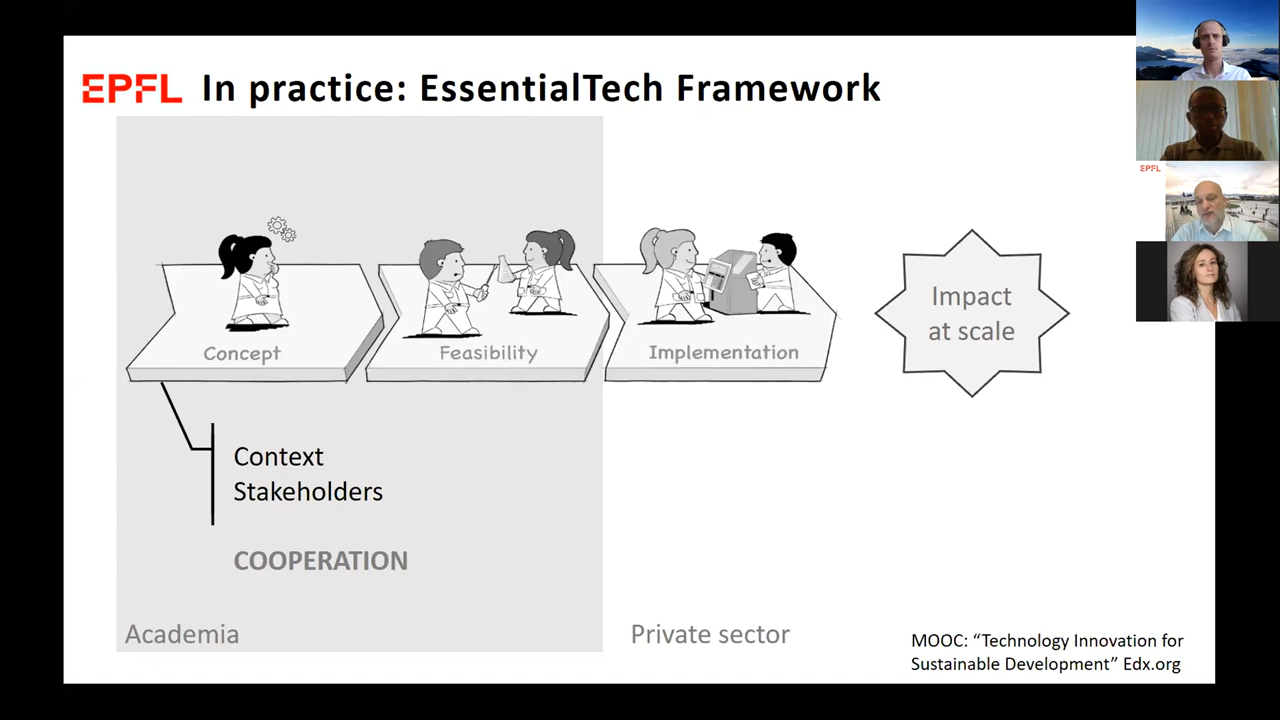 EPFL In practice: EssentialTech Framework
Concept
Feasibility
Implementation
Impact
at scale
Context
Stakeholders
COOPERATION
Academia
Private sector
MOOC: “Technology Innovation for
Sustainable Development” Edx.org
EPFL